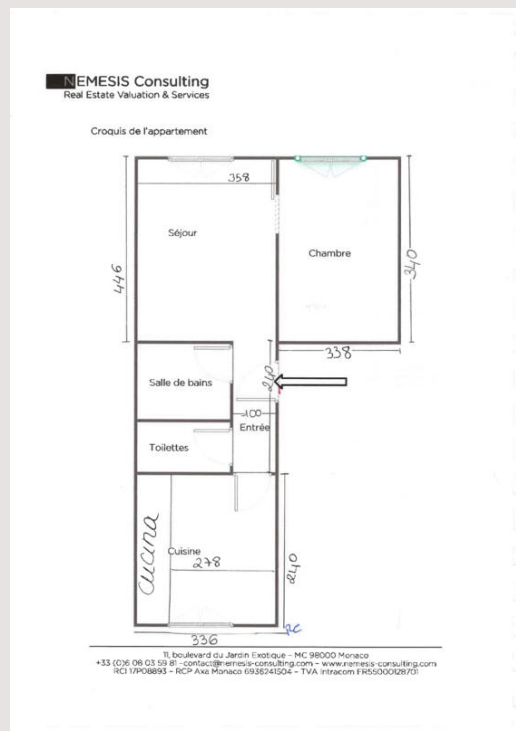 NEMESIS Consulting
Real Estate Valuation & Services
Croquis de l'appartement
358
Séjour
Chambre
446
340
338
Salle de bains
240
100
Entrée
Toilettes
cucina
Cuisine
278
240
336
RC
11, boulevard du Jardin Exotique – MC 98000 Monaco
+33 (0)6 08 03 59 81 – contact@nemesis-consulting.com – www.nemesis-consulting.com
RCI 17P08893 – RCP Axa Monaco 6936241504 – TVA Intracom FR55000128701